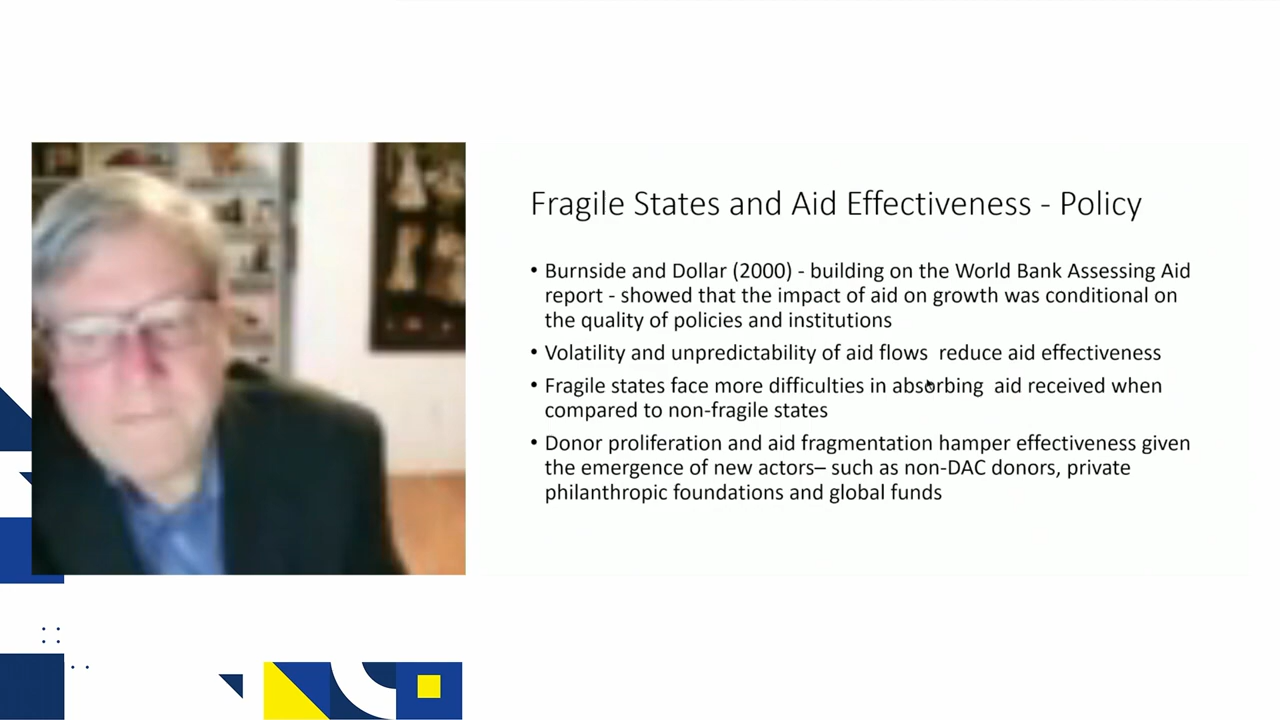 Fragile States and Aid Effectiveness - Policy
• Burnside and Dollar (2000) - building on the World Bank Assessing Aid
report - showed that the impact of aid on growth was conditional on
the quality of policies and institutions
• Volatility and unpredictability of aid flows  reduce aid effectiveness
• Fragile states face more difficulties in absorbing  aid received when
compared to non-fragile states
• Donor proliferation and aid fragmentation hamper effectiveness given
the emergence of new actors– such as non-DAC donors, private
philanthropic foundations and global funds